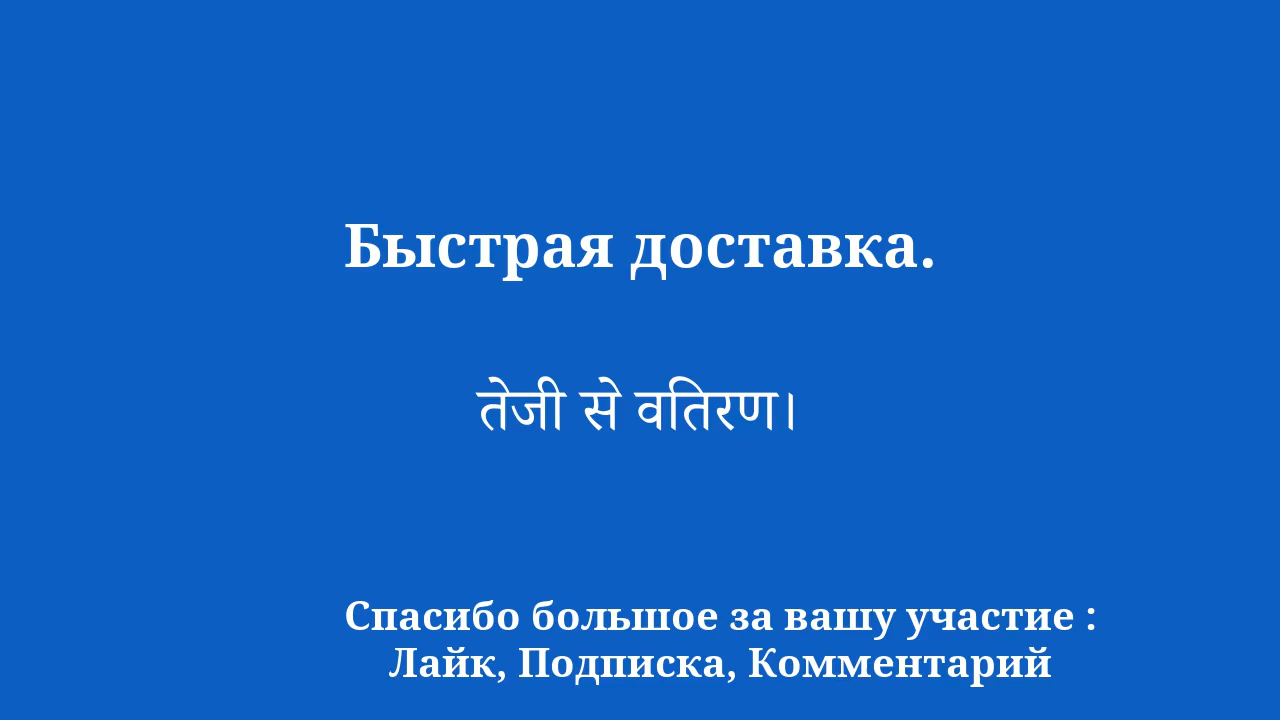 Быстрая доставка.
तेजी से वतिरण।
Спасибо большое за вашу участие :
Лайк, Подписка, Комментарий